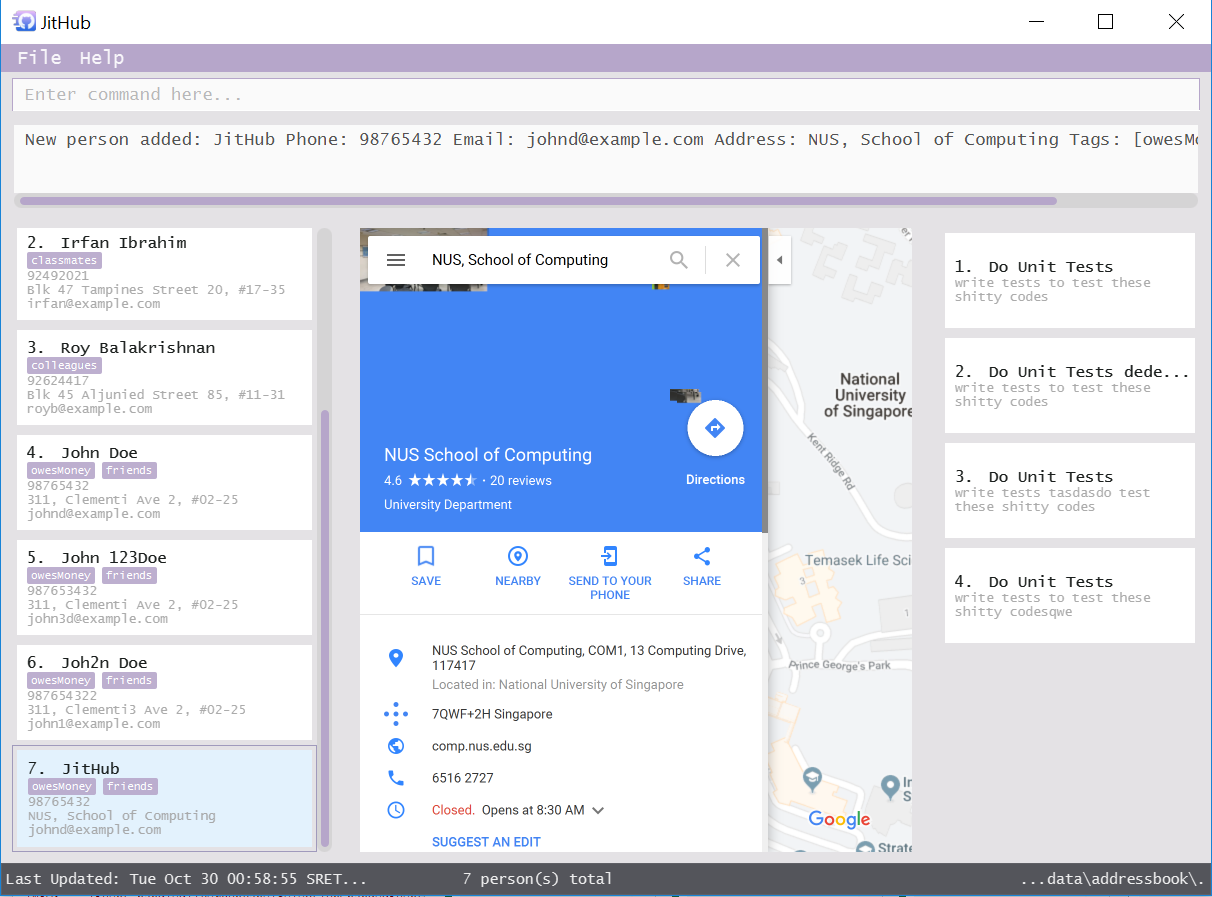 JitHub
File Help
Enter command here...
New person added: JitHub Phone: 98765432 Email: johnd@example.com Address: NUS, School of Computing Tags: [owesMo
2. Irfan Ibrahim
classmates
92492021
Blk 47 Tampines Street 20, #17-35
irfan@example.com
3. Roy Balakrishnan
colleagues
92624417
Blk 45 Aljunied Street 85, #11-31
royb@example.com
4. John Doe
owesMoney friends
98765432
311, Clementi Ave 2, #02-25
johnd@example.com
5. John 123Doe
owesMoney friends
987653432
311, Clementi Ave 2, #02-25
john3d@example.com
6. Joh2n Doe
owesMoney friends
987654322
311, Clementi3 Ave 2, #02-25
john1@example.com
7. JitHub
owesMoney friends
98765432
NUS, School of Computing
johnd@example.com
NUS, School of Computing
NUS School of Computing
4.6 · 20 reviews
University Department
Directions
SAVE
NEARBY
SEND TO YOUR
PHONE
SHARE
NUS School of Computing, COM1, 13 Computing Drive,
117417
Located in: National University of Singapore
7QWF+2H Singapore
comp.nus.edu.sg
6516 2727
Closed. Opens at 8:30 AM
SUGGEST AN EDIT
National
University
of Singapore
Kent Ridge Rd
Temasek Life Sci
3
1
Prince George's Park
Google
Strate
1. Do Unit Tests
write tests to test these
shitty codes
2. Do Unit Tests dede...
write tests to test these
shitty codes
3. Do Unit Tests
write tests tasdasdo test
these shitty codes
4. Do Unit Tests
write tests to test these
shitty codesqwe
Last Updated: Tue Oct 30 00:58:55 SRET...
7 person(s) total
...data\addressbook\.